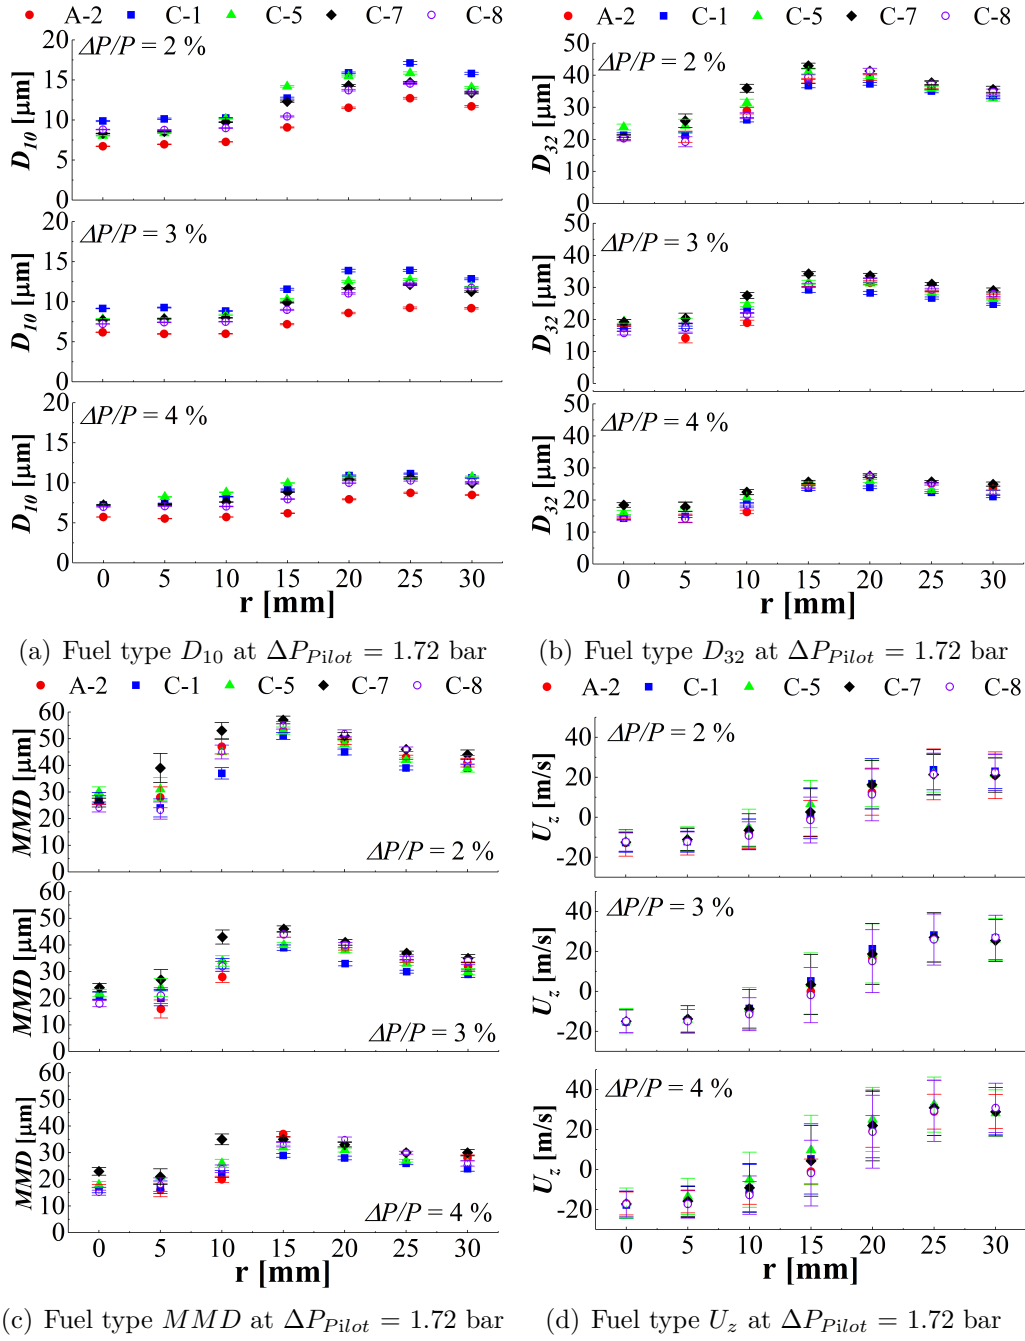 A-2 C-1 C-5 C-7 C-8
20
ΔP/P = 2 %
15
10
5
0
D10 [µm]
20
ΔP/P = 3 %
15
10
5
0
D10 [µm]
20
ΔP/P = 4 %
15
10
5
0
D10 [µm]
0 5 10 15 20 25 30
r [mm]
(a) Fuel type D10 at ΔPPilot = 1.72 bar
A-2 C-1 C-5 C-7 C-8
50
ΔP/P = 2 %
40
30
20
10
0
D32 [µm]
50
ΔP/P = 3 %
40
30
20
10
0
D32 [µm]
50
ΔP/P = 4 %
40
30
20
10
0
D32 [µm]
0 5 10 15 20 25 30
r [mm]
(b) Fuel type D32 at ΔPPilot = 1.72 bar
A-2 C-1 C-5 C-7 C-8
60
50
40
30
20
10
0
MMD [µm]
ΔP/P = 2 %
60
50
40
30
20
10
0
MMD [µm]
ΔP/P = 3 %
60
50
40
30
20
10
0
MMD [µm]
ΔP/P = 4 %
0 5 10 15 20 25 30
r [mm]
(c) Fuel type MMD at ΔPPilot = 1.72 bar
A-2 C-1 C-5 C-7 C-8
40
ΔP/P = 2 %
20
0
-20
Uz [m/s]
40
ΔP/P = 3 %
20
0
-20
Uz [m/s]
40
ΔP/P = 4 %
20
0
-20
Uz [m/s]
0 5 10 15 20 25 30
r [mm]
(d) Fuel type Uz at ΔPPilot = 1.72 bar